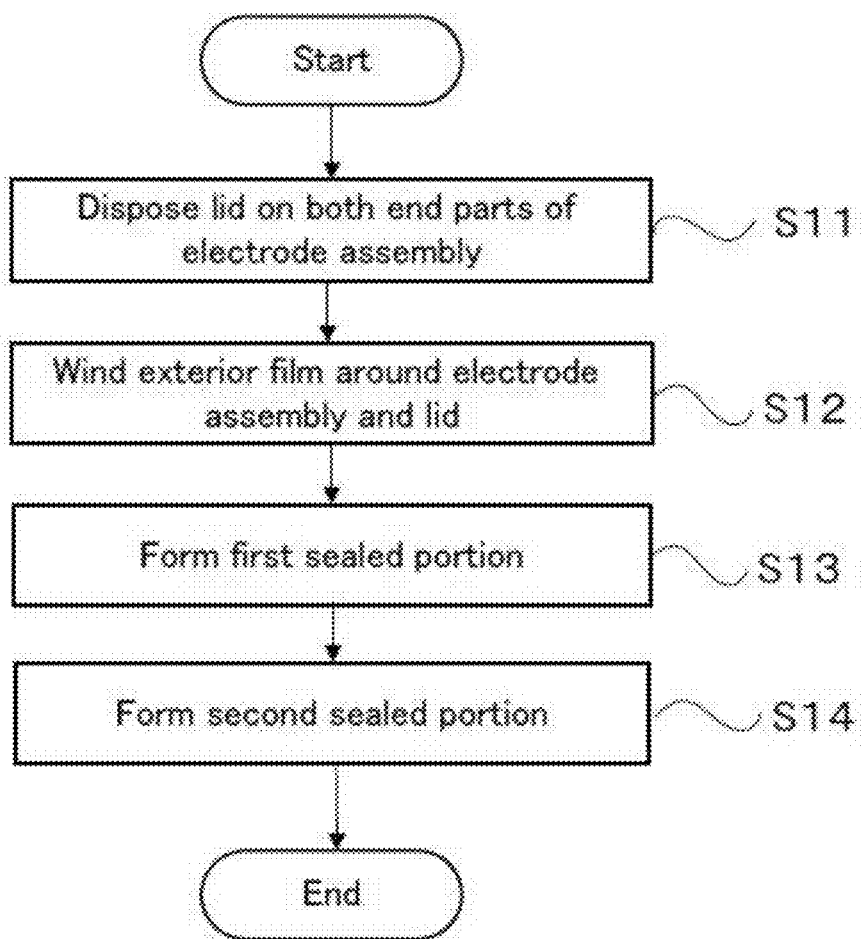 Start
Dispose lid on both end parts of
electrode assembly
S11
Wind exterior film around electrode
assembly and lid
S12
Form first sealed portion
S13
Form second sealed portion
S14
End